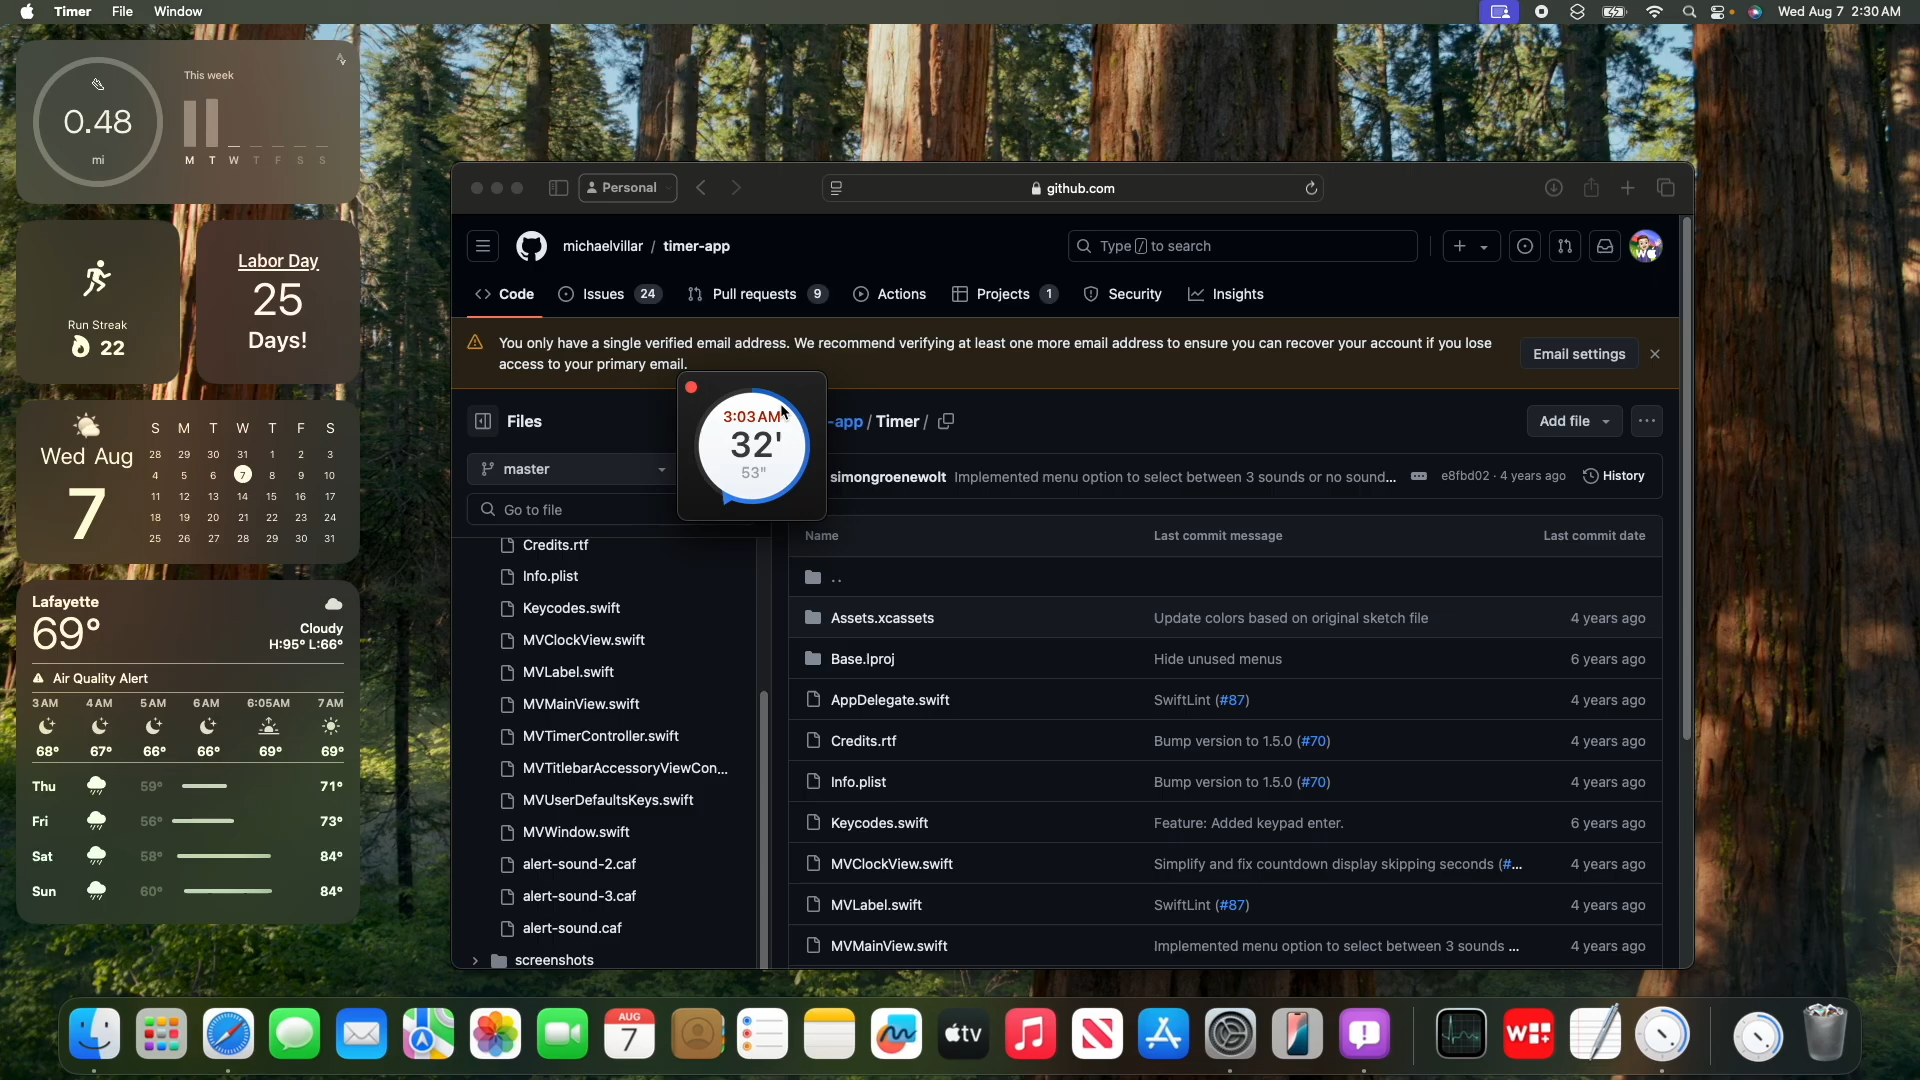 Timer File Window
Wed Aug 7 2:30 AM
This week
0.48
mi
M T W T F S S
Run Streak
22
Labor Day
25
Days!
Wed Aug
7
S M T W T F S
28 29 30 31 1 2 3
4 5 6 7 8 9 10
11 12 13 14 15 16 17
18 19 20 21 22 23 24
25 26 27 28 29 30 31
Lafayette
69°
Cloudy
H:95° L:66°
Air Quality Alert
3 AM 4 AM 5 AM 6 AM 6:05AM 7 AM
68° 67° 66° 66° 69° 69°
Thu 59° 71°
Fri 56° 73°
Sat 58° 84°
Sun 60° 84°
Personal
github.com
michaelvillar / timer-app
Type / to search
Code Issues 24 Pull requests 9 Actions Projects 1 Security Insights
You only have a single verified email address. We recommend verifying at least one more email address to ensure you can recover your account if you lose
access to your primary email.
Email settings
3:03 AM
32'
53"
Files
master
Go to file
Credits.rtf
Info.plist
Keycodes.swift
MVClockView.swift
MVLabel.swift
MVMainView.swift
MVTimerController.swift
MVTitlebarAccessoryViewCon...
MVUserDefaultsKeys.swift
MVWindow.swift
alert-sound-2.caf
alert-sound-3.caf
alert-sound.caf
screenshots
-app / Timer /
Add file
simongroenewolt Implemented menu option to select between 3 sounds or no sound... e8fbd02 · 4 years ago History
Name Last commit message Last commit date
..
Assets.xcassets Update colors based on original sketch file 4 years ago
Base.lproj Hide unused menus 6 years ago
AppDelegate.swift SwiftLint (#87) 4 years ago
Credits.rtf Bump version to 1.5.0 (#70) 4 years ago
Info.plist Bump version to 1.5.0 (#70) 4 years ago
Keycodes.swift Feature: Added keypad enter. 6 years ago
MVClockView.swift Simplify and fix countdown display skipping seconds (#... 4 years ago
MVLabel.swift SwiftLint (#87) 4 years ago
MVMainView.swift Implemented menu option to select between 3 sounds ... 4 years ago
AUG
7
tv
W